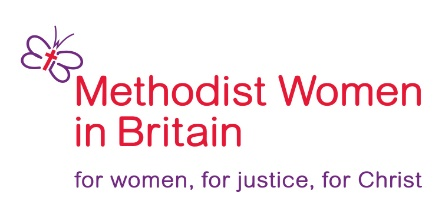 Methodist Women
in Britain
for women, for justice, for Christ